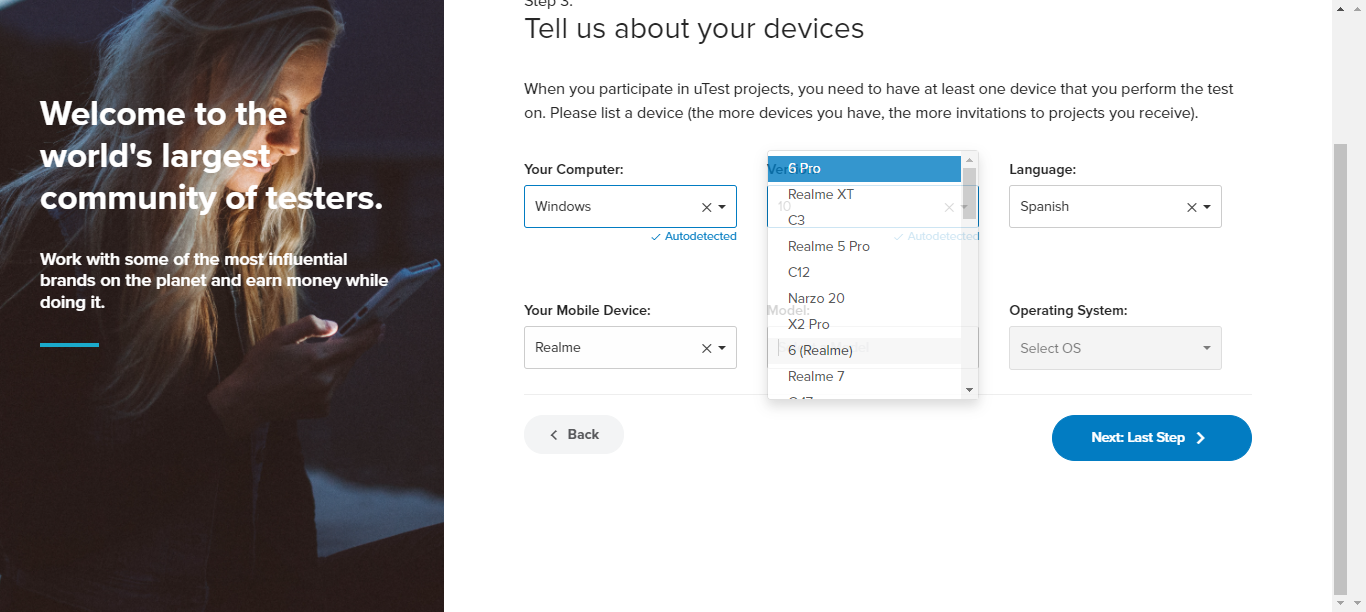 Step 3:
Tell us about your devices
Welcome to the
world's largest
community of testers.
Work with some of the most influential
brands on the planet and earn money while
doing it.
When you participate in uTest projects, you need to have at least one device that you perform the test
on. Please list a device (the more devices you have, the more invitations to projects you receive).
Your Computer:
Windows
Autodetected
10
Autodetected
Language:
Spanish
Your Mobile Device:
Realme
Model:
6 Pro
Realme XT
C3
Realme 5 Pro
C12
Narzo 20
X2 Pro
6 (Realme)
Realme 7
Operating System:
Select OS
Back
Next: Last Step